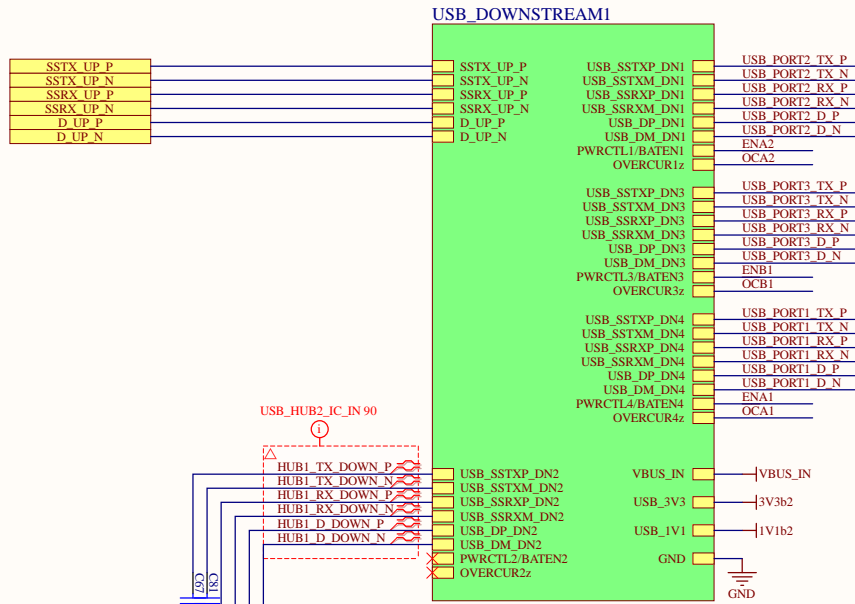 USB_DOWNSTREAM1
SSTX_UP_P
SSTX_UP_N
SSRX_UP_P
SSRX_UP_N
D_UP_P
D_UP_N
SSTX_UP_P
SSTX_UP_N
SSRX_UP_P
SSRX_UP_N
D_UP_P
D_UP_N
USB_SSTXP_DN1 USB_PORT2_TX_P
USB_SSTXM_DN1 USB_PORT2_TX_N
USB_SSRXP_DN1 USB_PORT2_RX_P
USB_SSRXM_DN1 USB_PORT2_RX_N
USB_DP_DN1 USB_PORT2_D_P
USB_DM_DN1 USB_PORT2_D_N
PWRCTL1/BATEN1 ENA2
OVERCUR1z OCA2
USB_SSTXP_DN3 USB_PORT3_TX_P
USB_SSTXM_DN3 USB_PORT3_TX_N
USB_SSRXP_DN3 USB_PORT3_RX_P
USB_SSRXM_DN3 USB_PORT3_RX_N
USB_DP_DN3 USB_PORT3_D_P
USB_DM_DN3 USB_PORT3_D_N
PWRCTL3/BATEN3 ENB1
OVERCUR3z OCB1
USB_SSTXP_DN4 USB_PORT1_TX_P
USB_SSTXM_DN4 USB_PORT1_TX_N
USB_SSRXP_DN4 USB_PORT1_RX_P
USB_SSRXM_DN4 USB_PORT1_RX_N
USB_DP_DN4 USB_PORT1_D_P
USB_DM_DN4 USB_PORT1_D_N
PWRCTL4/BATEN4 ENA1
OVERCUR4z OCA1
USB_HUB2_IC_IN 90
i
HUB1_TX_DOWN_P USB_SSTXP_DN2
HUB1_TX_DOWN_N USB_SSTXM_DN2
HUB1_RX_DOWN_P USB_SSRXP_DN2
HUB1_RX_DOWN_N USB_SSRXM_DN2
HUB1_D_DOWN_P USB_DP_DN2
HUB1_D_DOWN_N USB_DM_DN2
PWRCTL2/BATEN2
OVERCUR2z
VBUS_IN VBUS_IN
USB_3V3 3V3b2
USB_1V1 1V1b2
GND
GND
C67
C81